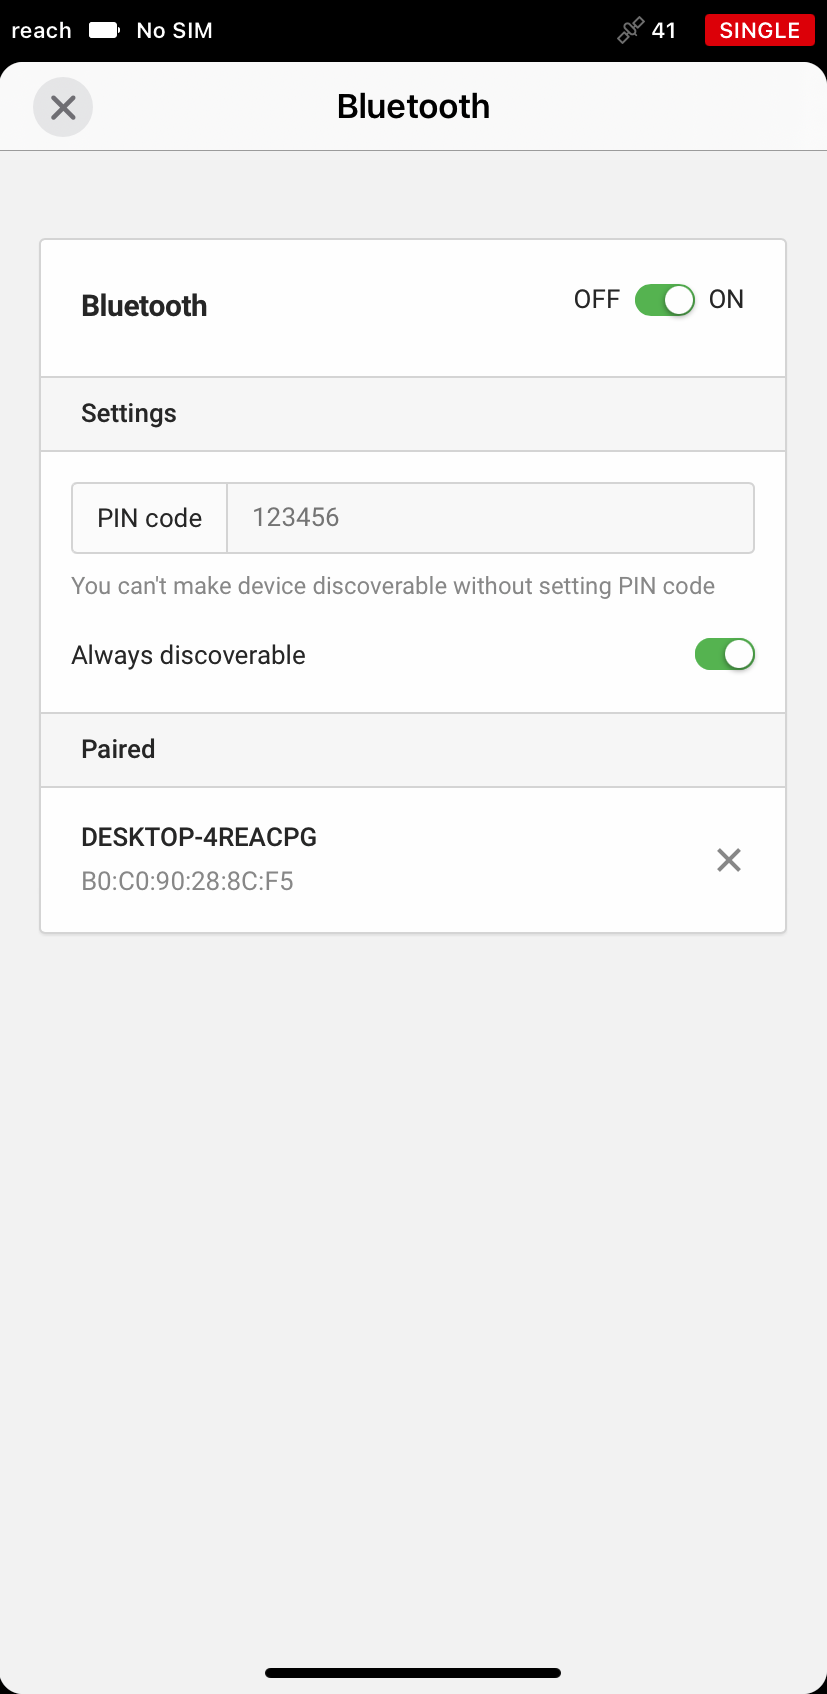 reach No SIM 41 SINGLE
Bluetooth
Bluetooth OFF ON
Settings
PIN code 123456
You can't make device discoverable without setting PIN code
Always discoverable
Paired
DESKTOP-4REACPG
B0:C0:90:28:8C:F5